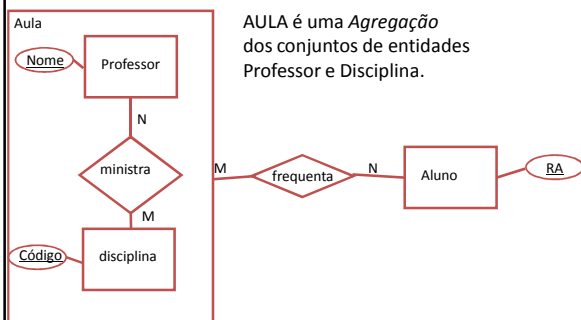 Aula
AULA é uma Agregação
dos conjuntos de entidades
Professor e Disciplina.
Nome
Professor
N
ministra
M
frequenta
N
Aluno
RA
M
Código
disciplina